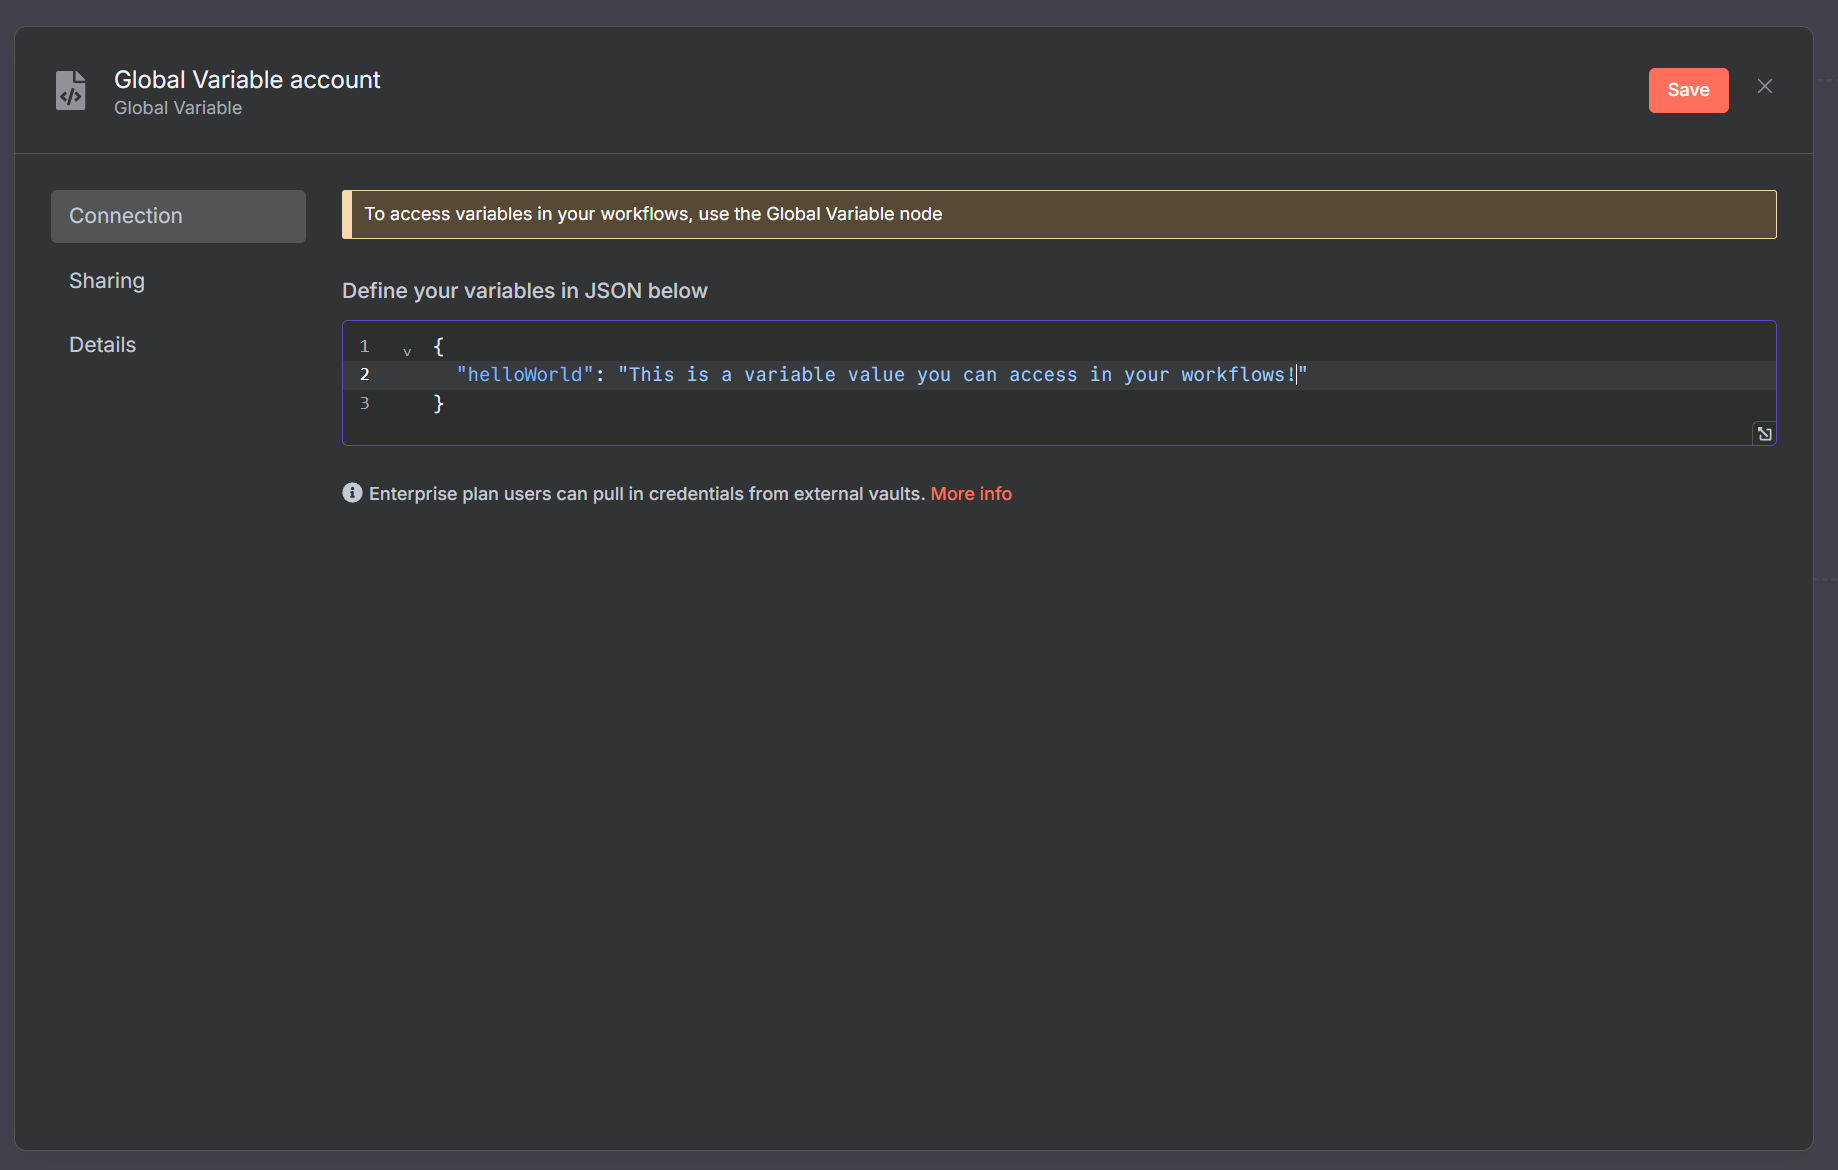 Global Variable account
Global Variable
Save
Connection
Sharing
Details
To access variables in your workflows, use the Global Variable node
Define your variables in JSON below
1 {
2 "helloWorld": "This is a variable value you can access in your workflows!"
3 }
Enterprise plan users can pull in credentials from external vaults. More info